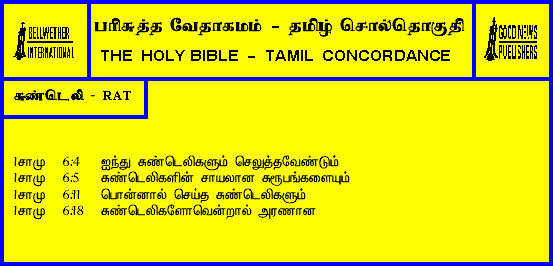 BELLWETHER
INTERNATIONAL
பரிசுத்த வேதாகமம் - தமிழ் சொல்தொகுதி
THE HOLY BIBLE - TAMIL CONCORDANCE
GOOD NEWS
PUBLISHERS
சுண்டெலி - RAT
1சாமு 6:4 ஐந்து சுண்டெலிகளும் செலுத்தவேண்டும்
1சாமு 6:5 சுண்டெலிகளின் சாயலான சுரூபங்களையும்
1சாமு 6:11 பொன்னால் செய்த சுண்டெலிகளும்
1சாமு 6:18 சுண்டெலிகளோவென்றால் அரணான